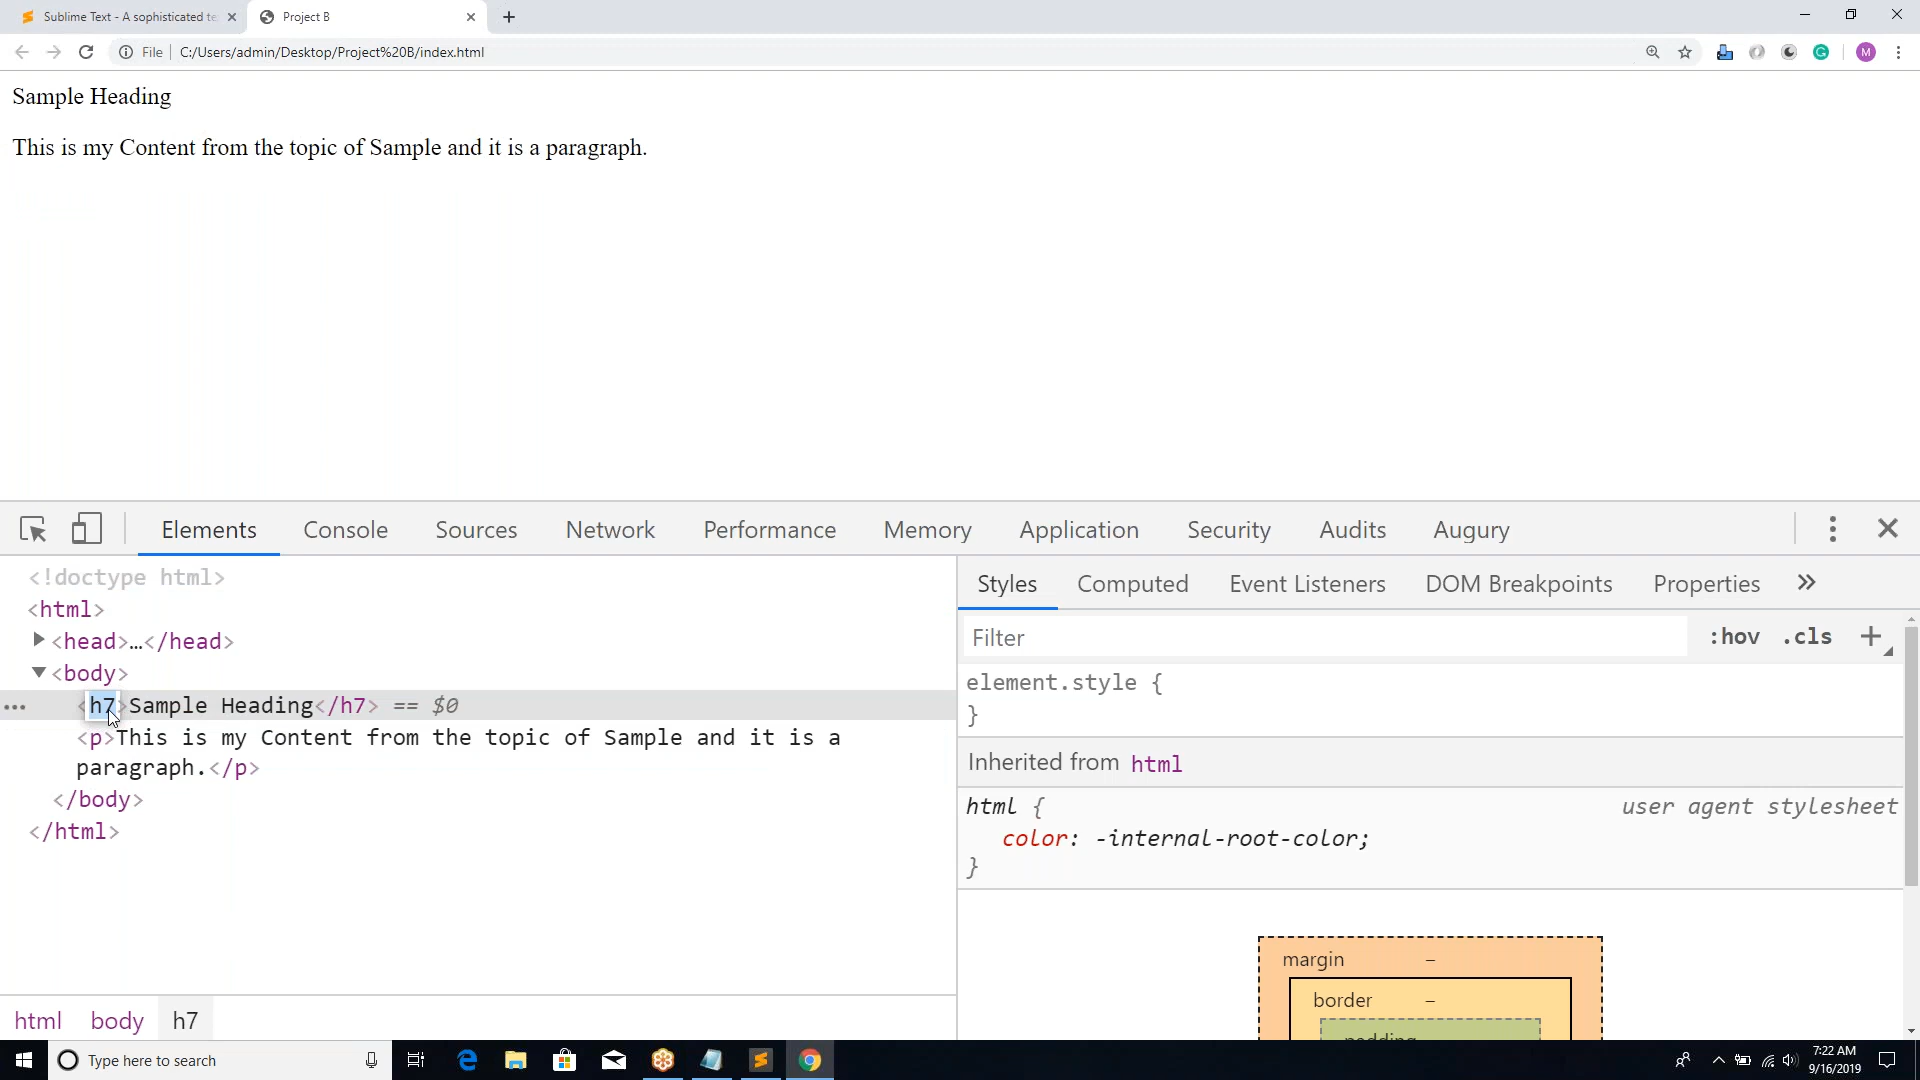 Sublime Text - A sophisticated te
Project B
File
C:/Users/admin/Desktop/Project%20B/index.html
M
Sample Heading
This is my Content from the topic of Sample and it is a paragraph.
Elements Console Sources Network Performance Memory Application Security Audits Augury
<!doctype html>
<html>
<head>…</head>
<body>
<h7>Sample Heading</h7> == $0
<p>This is my Content from the topic of Sample and it is a
paragraph.</p>
</body>
</html>
html body h7
Styles Computed Event Listeners DOM Breakpoints Properties
Filter
:hov .cls
element.style {
}
Inherited from html
html {
user agent stylesheet
color: -internal-root-color;
}
margin –
border –
padding
Type here to search
7:22 AM
9/16/2019